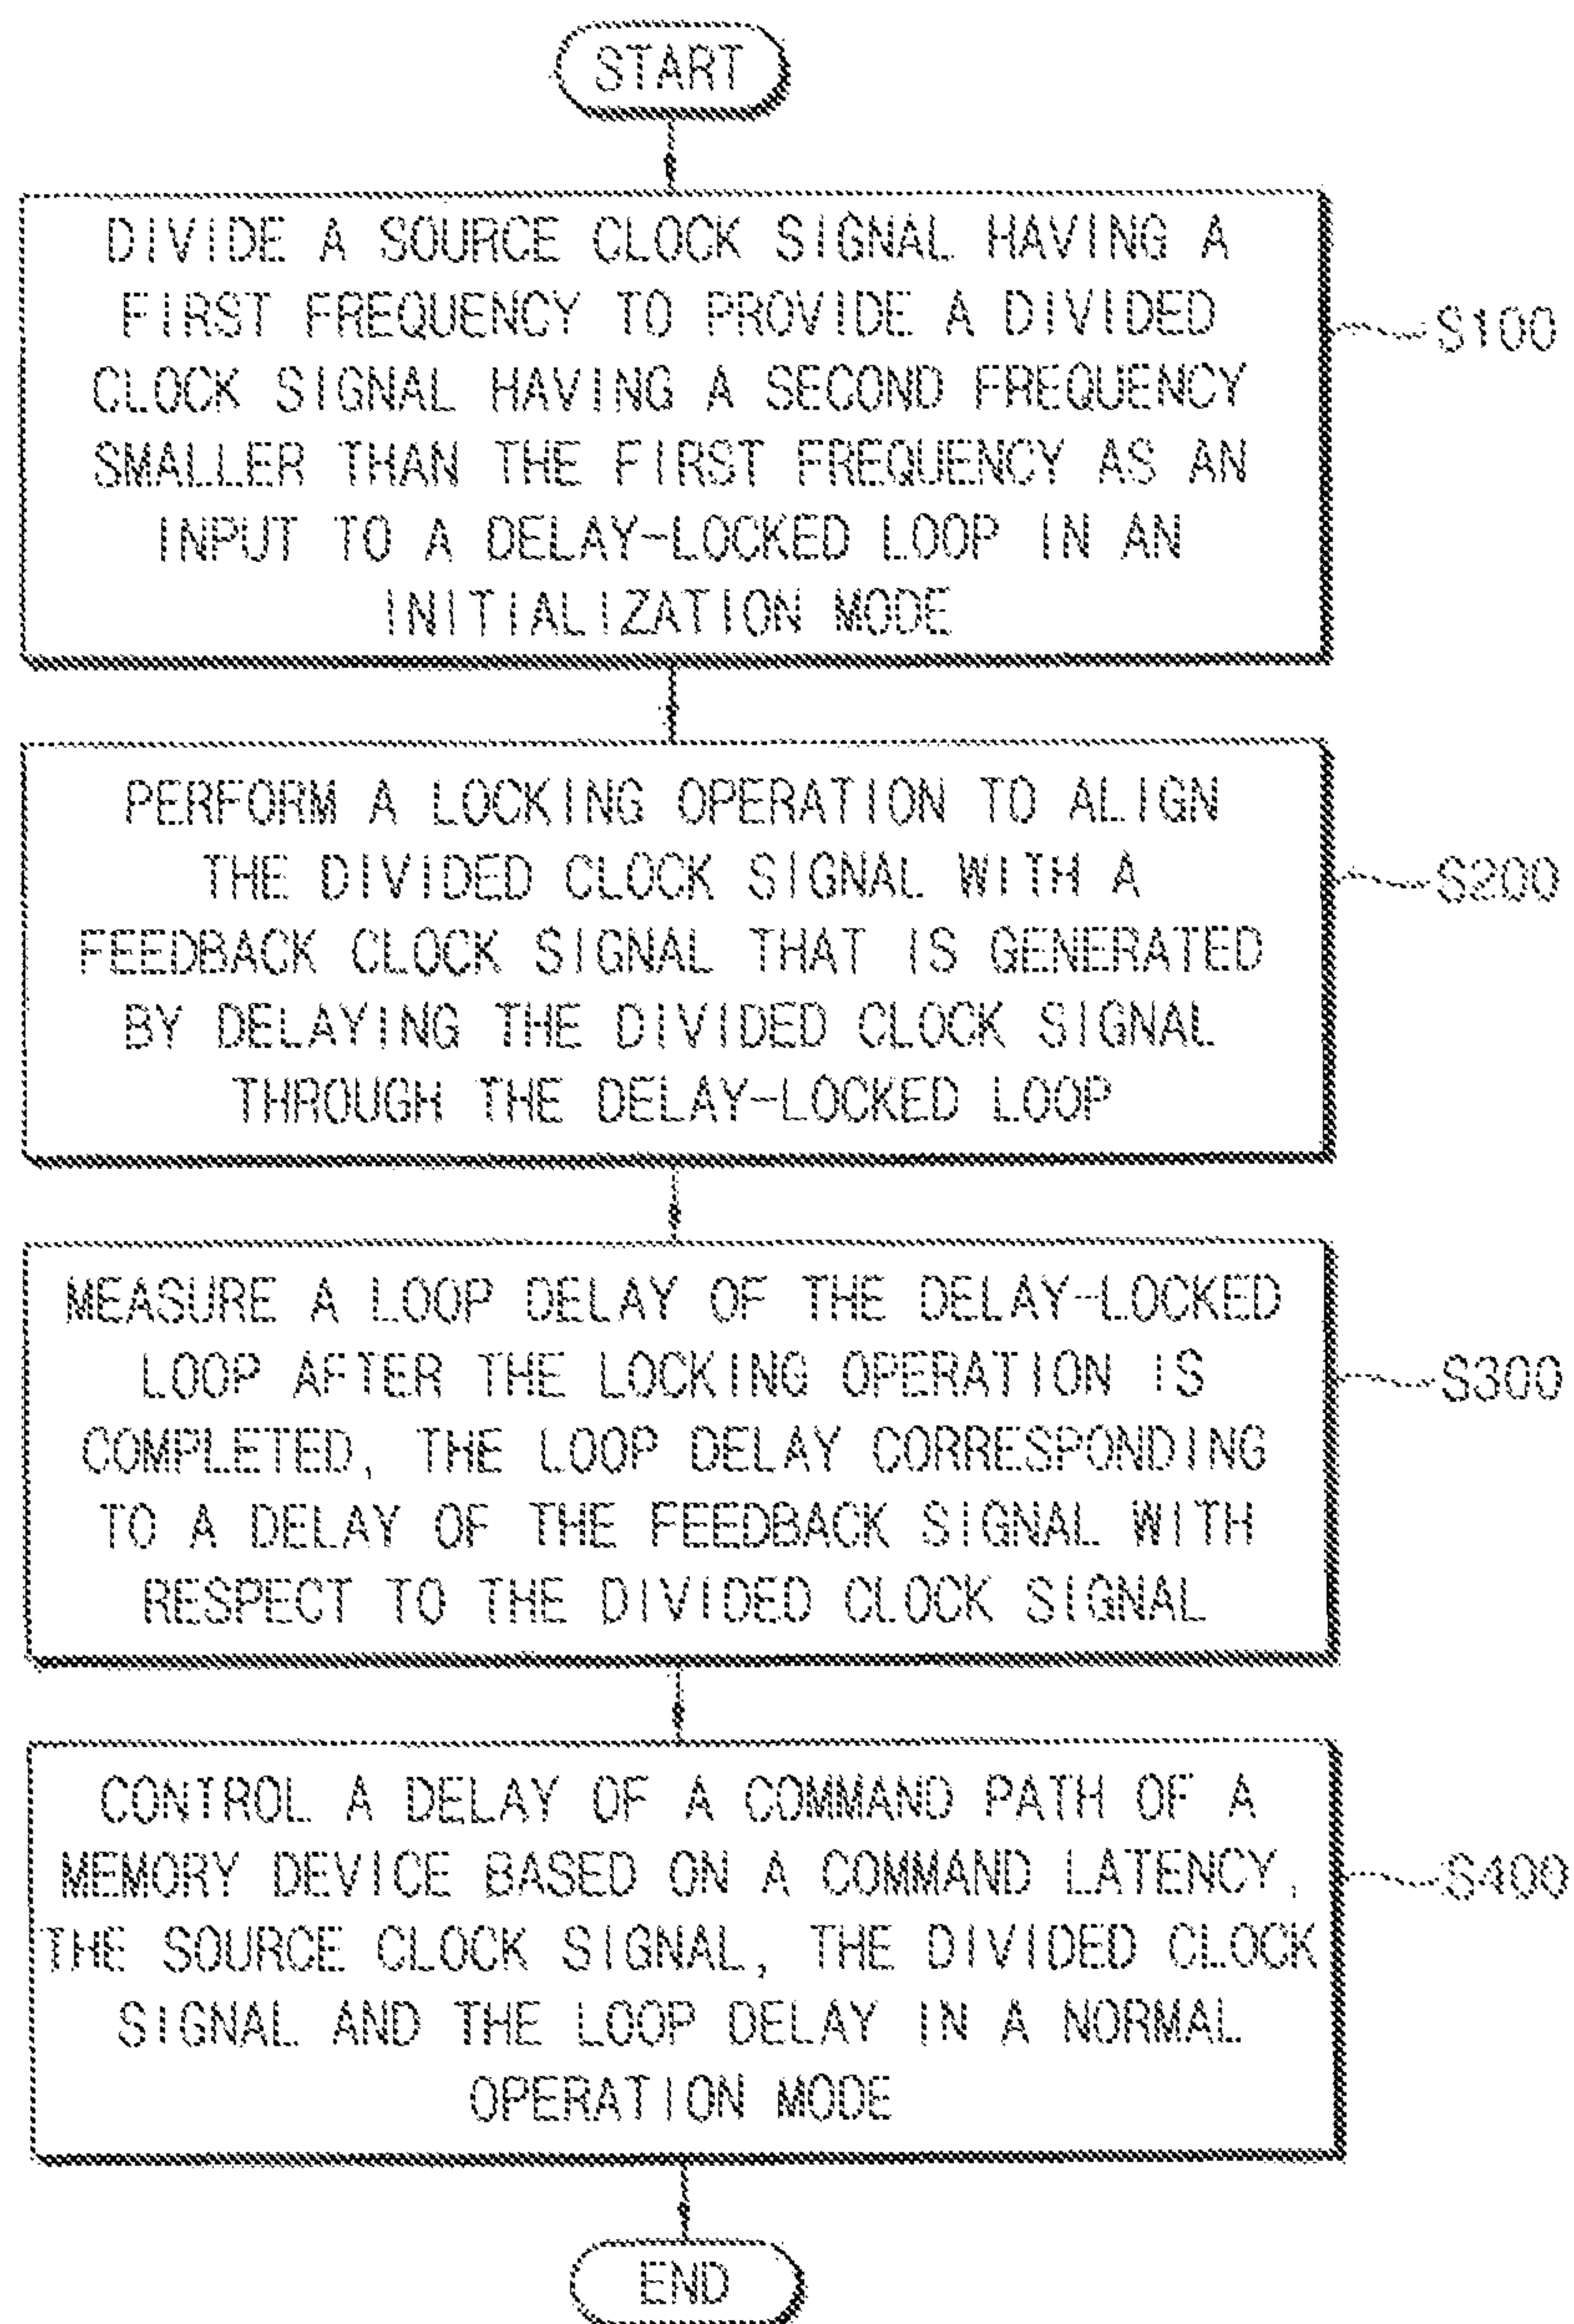 START
DIVIDE A SOURCE CLOCK SIGNAL HAVING A
FIRST FREQUENCY TO PROVIDE A DIVIDED
CLOCK SIGNAL HAVING A SECOND FREQUENCY
SMALLER THAN THE FIRST FREQUENCY AS AN
INPUT TO A DELAY-LOCKED LOOP IN AN
INITIALIZATION MODE
S100
PERFORM A LOCKING OPERATION TO ALIGN
THE DIVIDED CLOCK SIGNAL WITH A
FEEDBACK CLOCK SIGNAL THAT IS GENERATED
BY DELAYING THE DIVIDED CLOCK SIGNAL
THROUGH THE DELAY-LOCKED LOOP
S200
MEASURE A LOOP DELAY OF THE DELAY-LOCKED
LOOP AFTER THE LOCKING OPERATION IS
COMPLETED, THE LOOP DELAY CORRESPONDING
TO A DELAY OF THE FEEDBACK SIGNAL WITH
RESPECT TO THE DIVIDED CLOCK SIGNAL
S300
CONTROL A DELAY OF A COMMAND PATH OF A
MEMORY DEVICE BASED ON A COMMAND LATENCY,
THE SOURCE CLOCK SIGNAL, THE DIVIDED CLOCK
SIGNAL AND THE LOOP DELAY IN A NORMAL
OPERATION MODE
S400
END